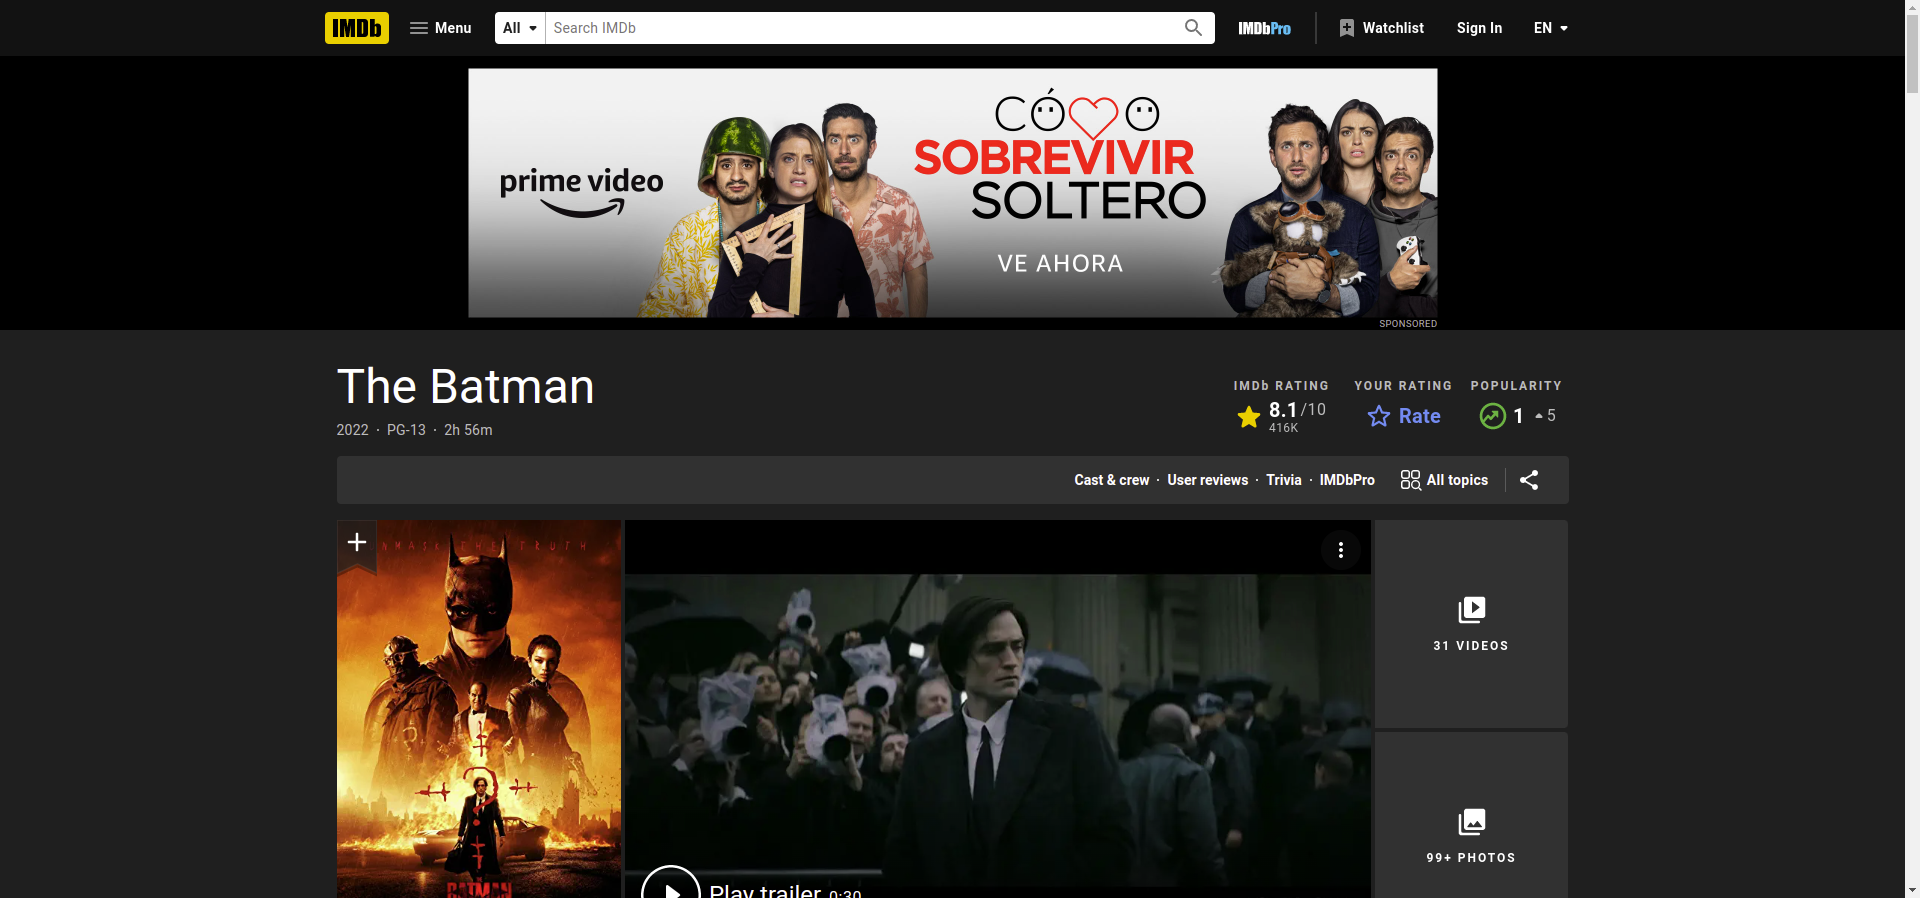 IMDb Menu All Search IMDb IMDbPro Watchlist Sign In EN
CÓMO
SOBREVIVIR
SOLTERO
prime video
VE AHORA
SPONSORED
The Batman
2022 · PG-13 · 2h 56m
IMDb RATING YOUR RATING POPULARITY
8.1/10 Rate 1 5
416K
Cast & crew · User reviews · Trivia · IMDbPro All topics
UNMASK THE TRUTH
31 VIDEOS
99+ PHOTOS
BATMAN
Play trailer 0:30